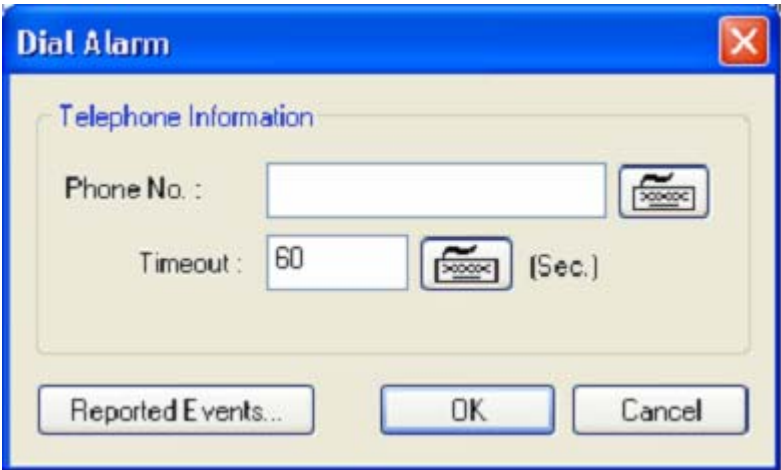 Dial Alarm
Telephone Information
Phone No. :
Timeout : 60 (Sec.)
Reported Events... OK Cancel